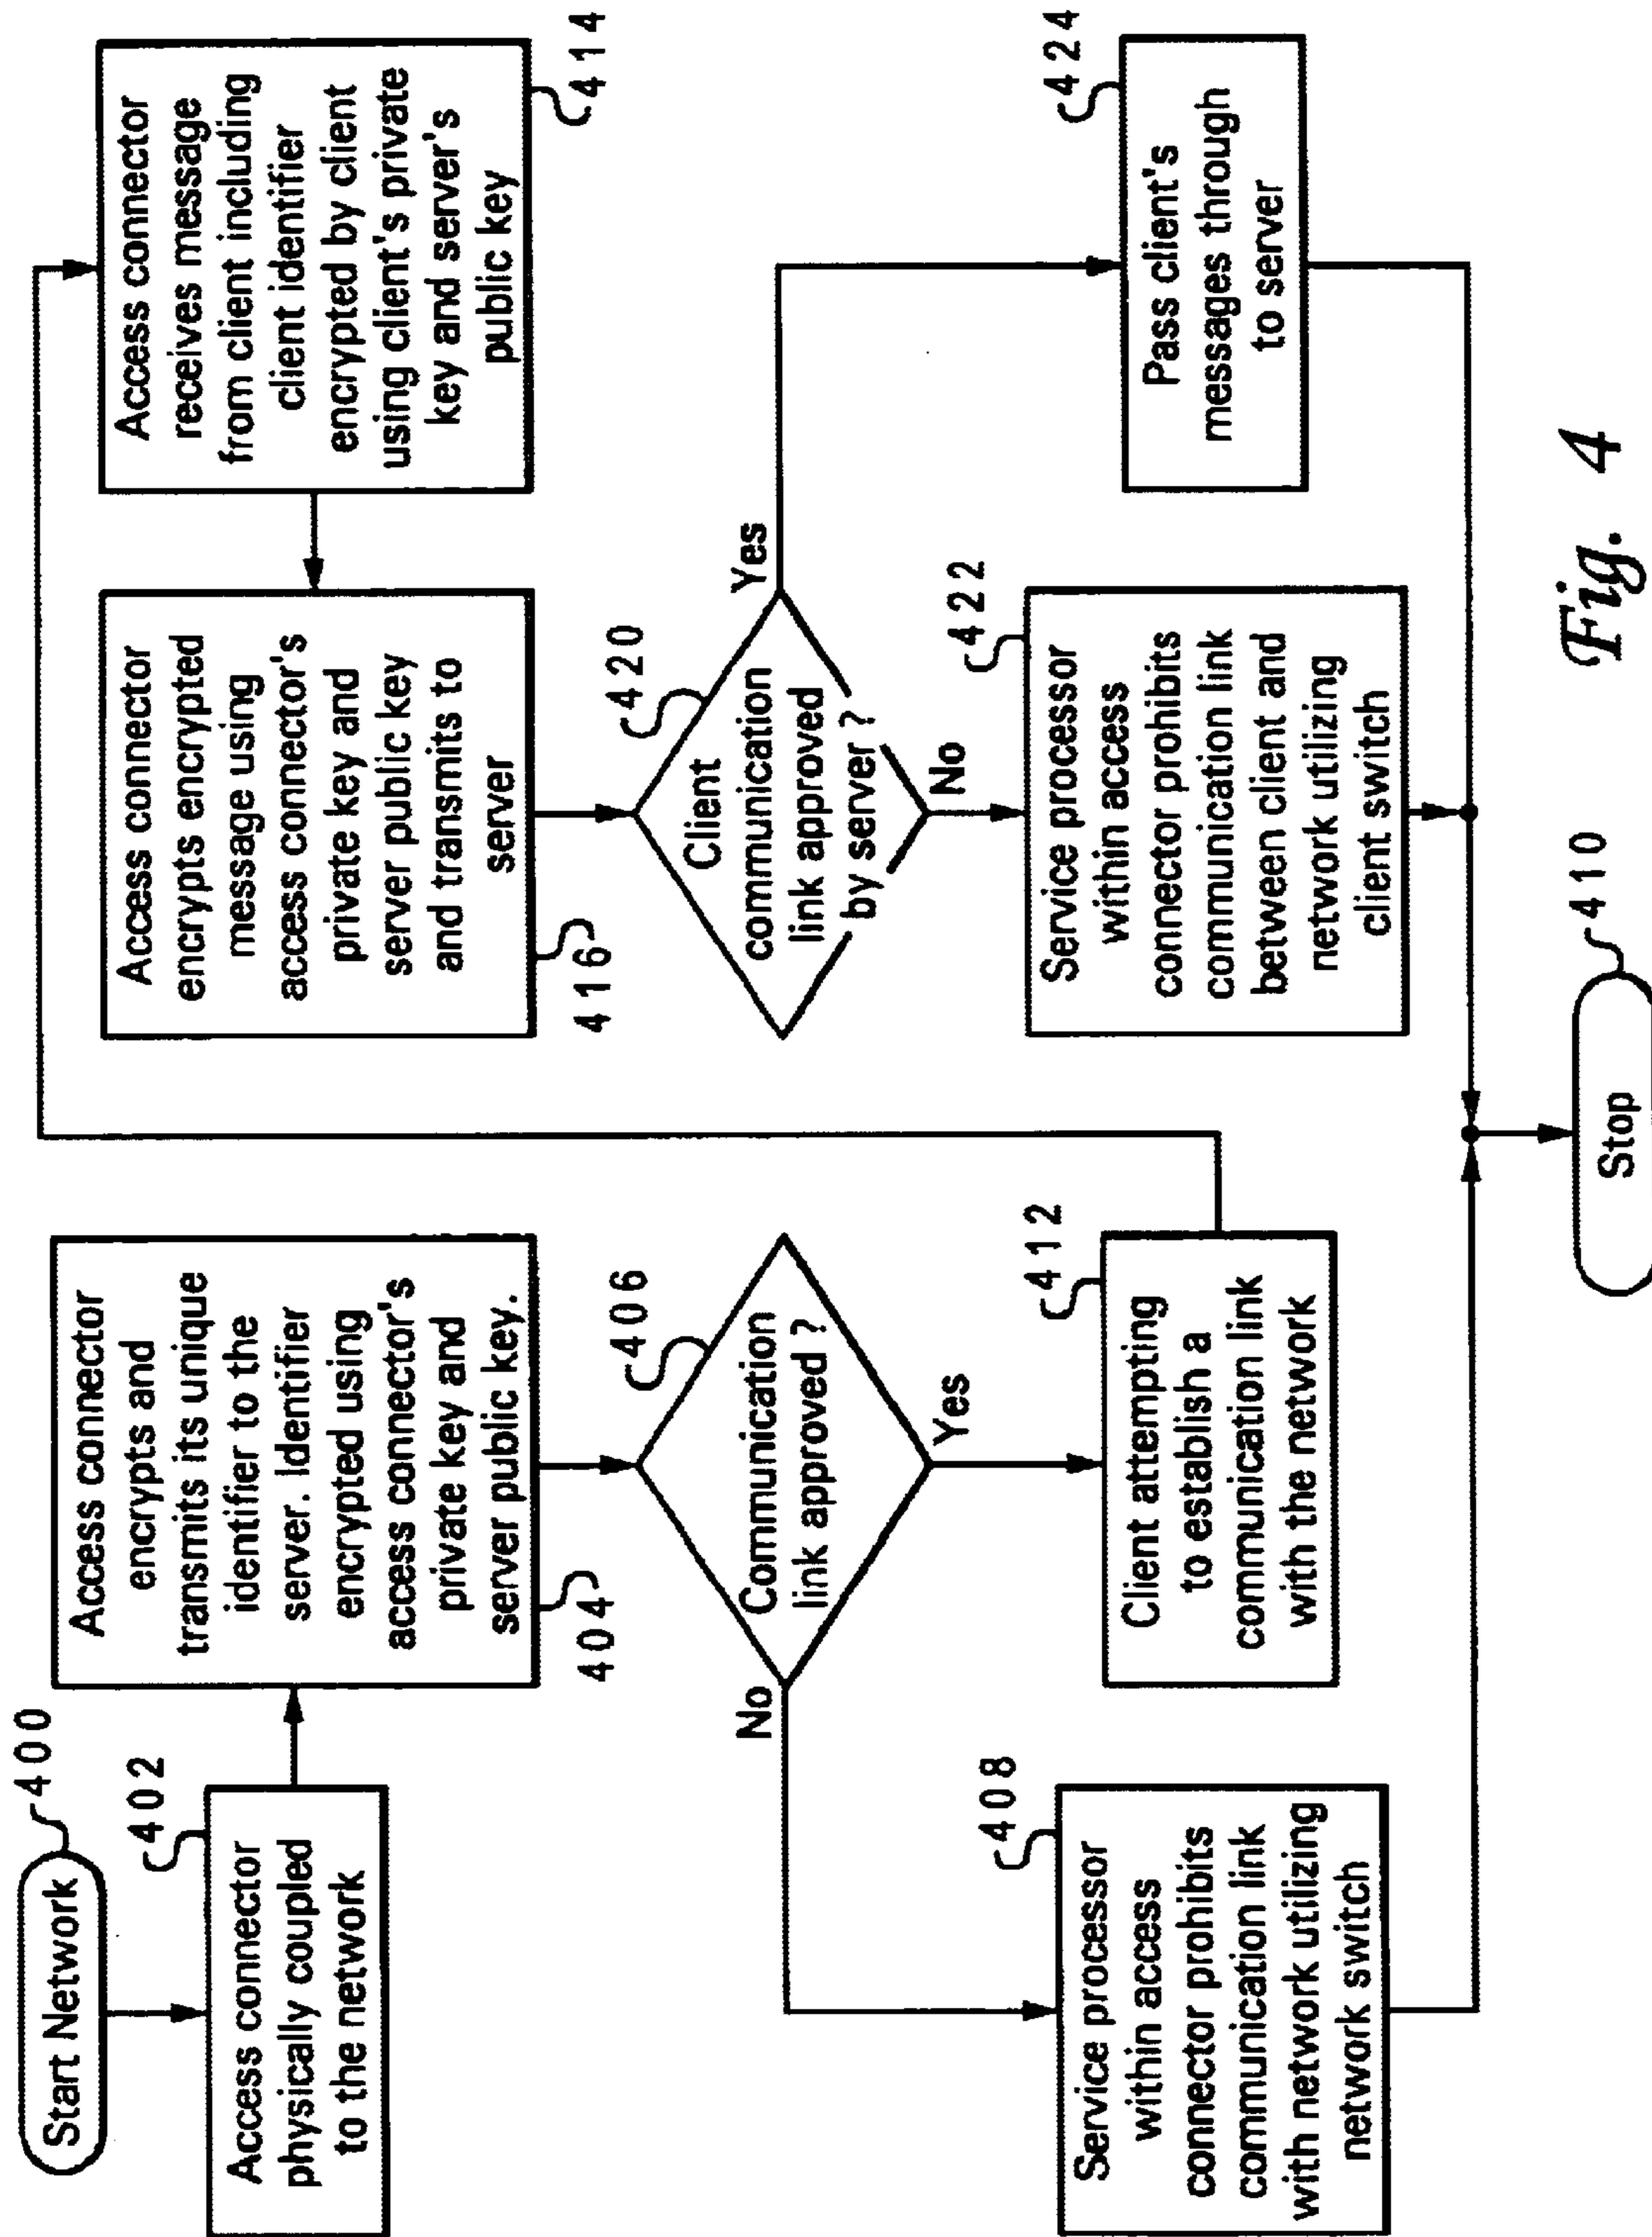 Start Network
400
Access connector
physically coupled
to the network
402
Access connector
encrypts and
transmits its unique
identifier to the
server. Identifier
encrypted using
access connector's
private key and
server public key.
404
Communication
link approved ?
406
No
Yes
Service processor
within access
connector prohibits
communication link
with network utilizing
network switch
408
Client attempting
to establish a
communication link
with the network
412
Access connector
receives message
from client including
client identifier
encrypted by client
using client's private
key and server's
public key
414
Access connector
encrypts encrypted
message using
access connector's
private key and
server public key
and transmits to
server
416
Client
communication
link approved
by server ?
420
Yes
No
Service processor
within access
connector prohibits
communication link
between client and
network utilizing
client switch
422
Pass client's
messages through
to server
424
Stop
410
Fig. 4